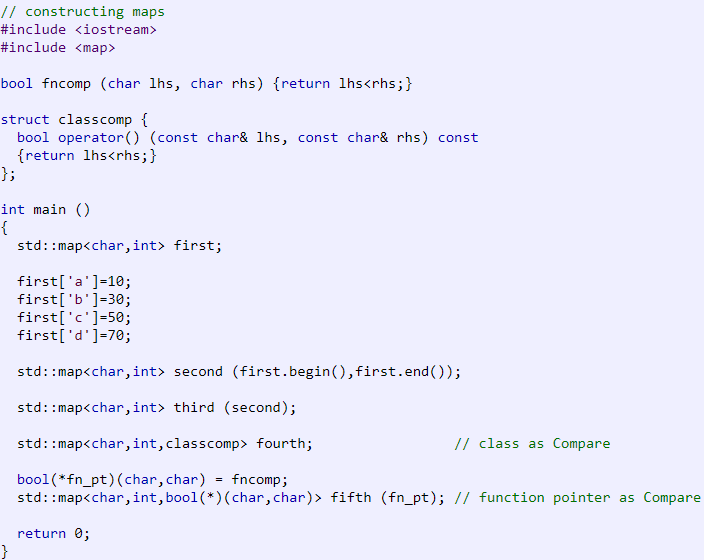 // constructing maps
#include <iostream>
#include <map>

bool fncomp (char lhs, char rhs) {return lhs<rhs;}

struct classcomp {
  bool operator() (const char& lhs, const char& rhs) const
  {return lhs<rhs;}
};

int main ()
{
  std::map<char,int> first;

  first['a']=10;
  first['b']=30;
  first['c']=50;
  first['d']=70;

  std::map<char,int> second (first.begin(),first.end());

  std::map<char,int> third (second);

  std::map<char,int,classcomp> fourth;                 // class as Compare

  bool(*fn_pt)(char,char) = fncomp;
  std::map<char,int,bool(*)(char,char)> fifth (fn_pt); // function pointer as Compare

  return 0;
}